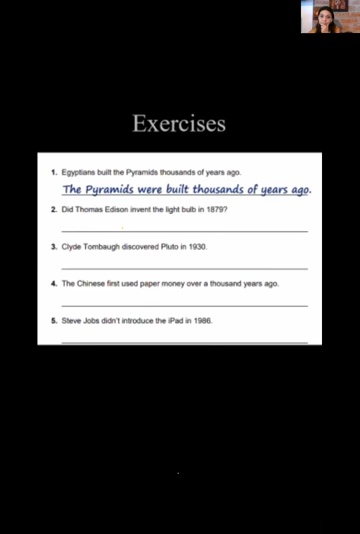 Exercises
1. Egyptians built the Pyramids thousands of years ago.
The Pyramids were built thousands of years ago.
2. Did Thomas Edison invent the light bulb in 1879?
3. Clyde Tombaugh discovered Pluto in 1930.
4. The Chinese first used paper money over a thousand years ago.
5. Steve Jobs didn't introduce the iPad in 1986.